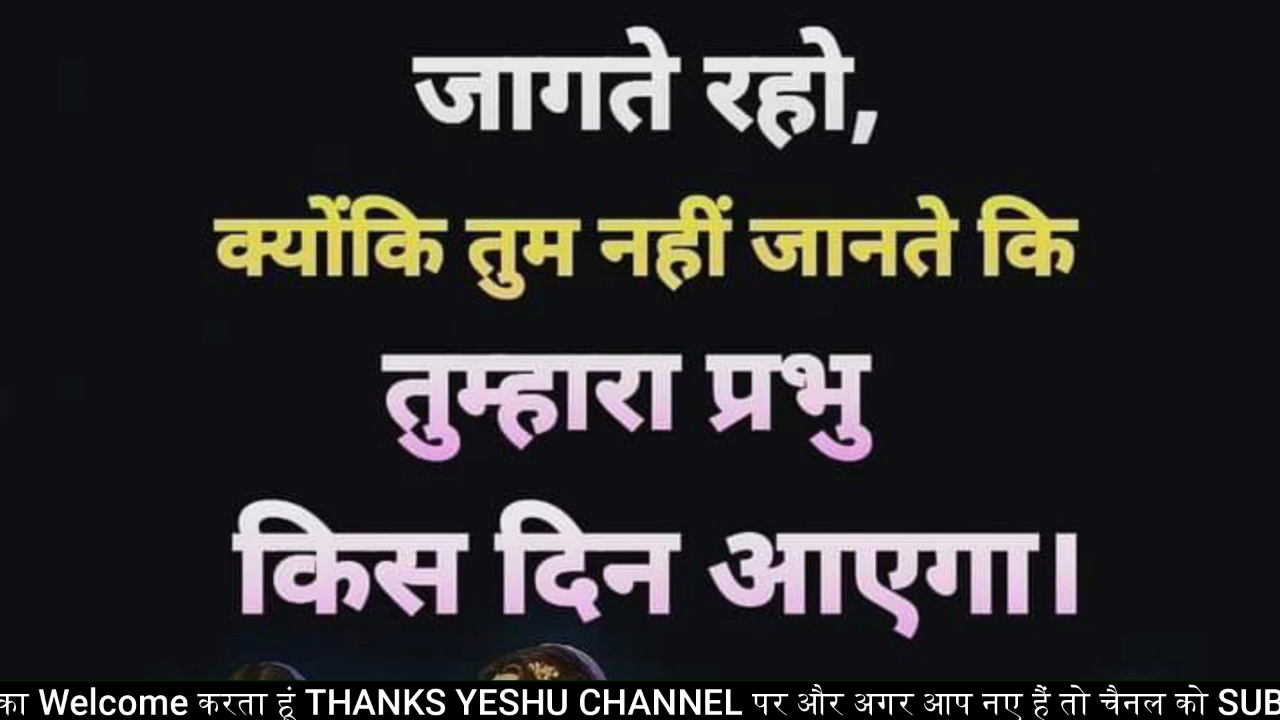 जागते रहो,
क्योंकि तुम नहीं जानते कि
तुम्हारा प्रभु
किस दिन आएगा।
का Welcome करता हूं THANKS YESHU CHANNEL पर और अगर आप नए हैं तो चैनल को SUB